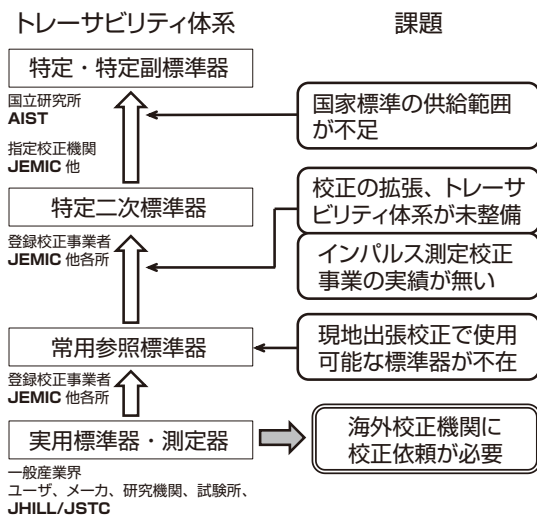 トレーサビリティ体系
課題
特定・特定副標準器
国立研究所
AIST
指定校正機関
JEMIC 他
国家標準の供給範囲
が不足
特定二次標準器
校正の拡張、トレーサ
ビリティ体系が未整備
登録校正事業者
JEMIC 他各所
インパルス測定校正
事業の実績が無い
常用参照標準器
現地出張校正で使用
可能な標準器が不在
登録校正事業者
JEMIC 他各所
実用標準器・測定器
海外校正機関に
校正依頼が必要
一般産業界
ユーザ、メーカ、研究機関、試験所、
JHILL/JSTC